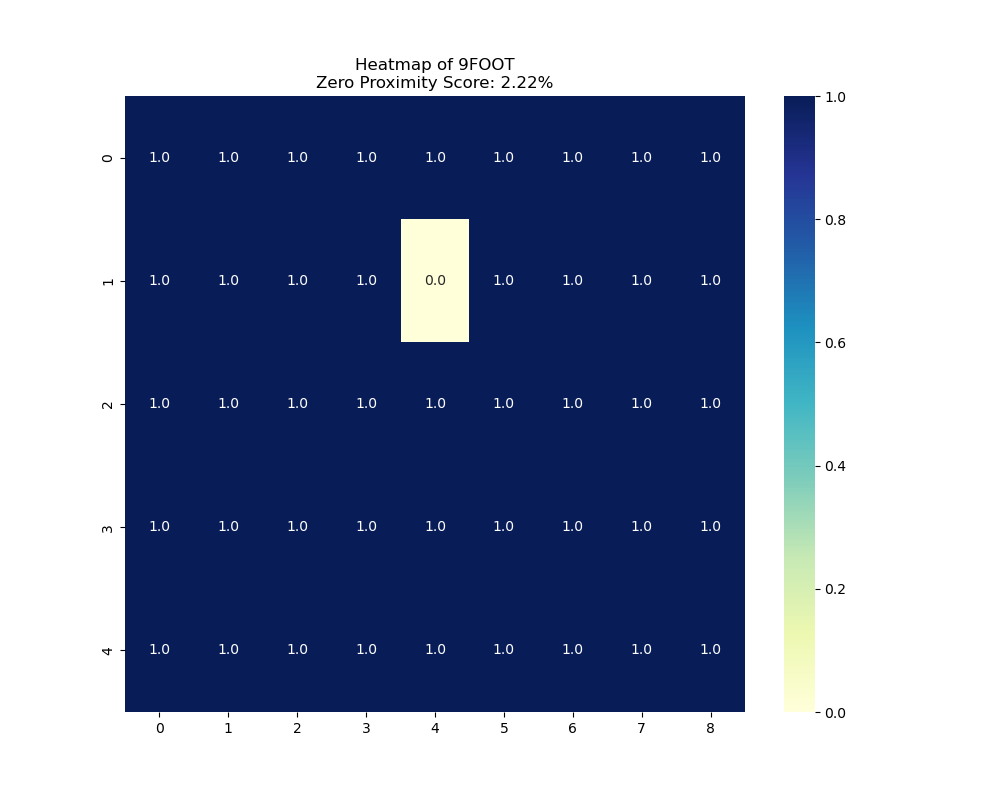 Heatmap of 9FOOT
Zero Proximity Score: 2.22%
0 1.0 1.0 1.0 1.0 1.0 1.0 1.0 1.0 1.0
1 1.0 1.0 1.0 1.0 0.0 1.0 1.0 1.0 1.0
2 1.0 1.0 1.0 1.0 1.0 1.0 1.0 1.0 1.0
3 1.0 1.0 1.0 1.0 1.0 1.0 1.0 1.0 1.0
4 1.0 1.0 1.0 1.0 1.0 1.0 1.0 1.0 1.0
0 1 2 3 4 5 6 7 8
1.0
0.8
0.6
0.4
0.2
0.0